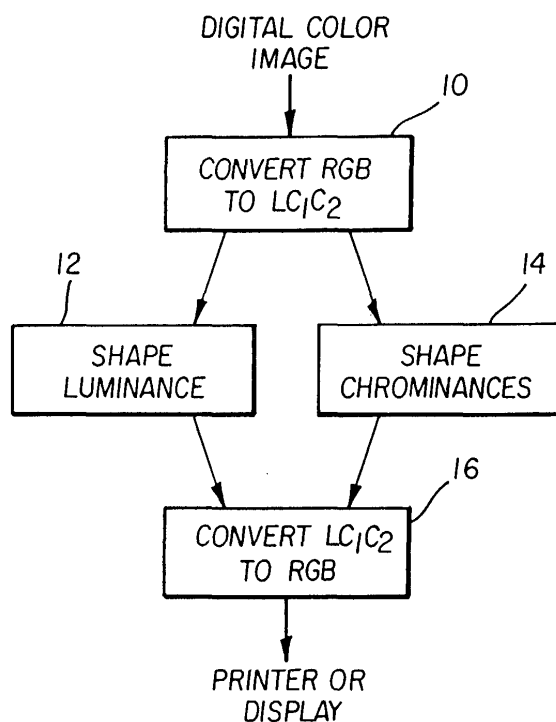 DIGITAL COLOR
IMAGE
10
CONVERT RGB
TO LC₁C₂
12
14
SHAPE
LUMINANCE
SHAPE
CHROMINANCES
16
CONVERT LC₁C₂
TO RGB
PRINTER OR
DISPLAY